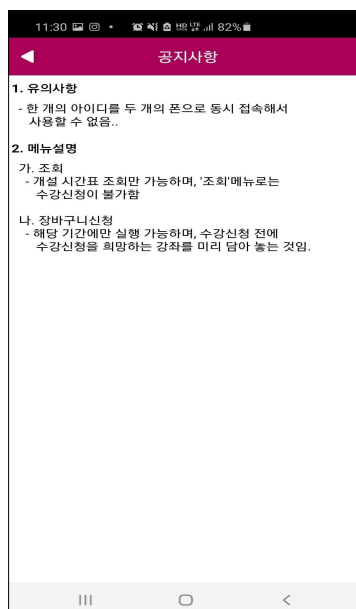 11:30 82%
공지사항
1. 유의사항
- 한 개의 아이디를 두 개의 폰으로 동시 접속해서
사용할 수 없음..
2. 메뉴설명
가. 조회
- 개설 시간표 조회만 가능하며, '조회'메뉴로는
수강신청이 불가함
나. 장바구니신청
- 해당 기간에만 실행 가능하며, 수강신청 전에
수강신청을 희망하는 강좌를 미리 담아 놓는 것임.